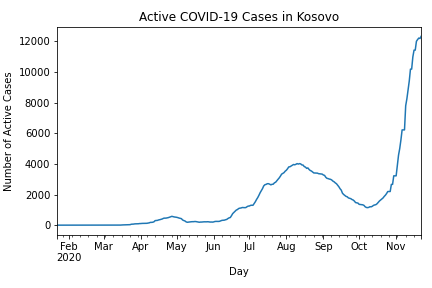 Active COVID-19 Cases in Kosovo
12000
10000
8000
6000
4000
2000
0
Number of Active Cases
Feb Mar Apr May Jun Jul Aug Sep Oct Nov
2020
Day